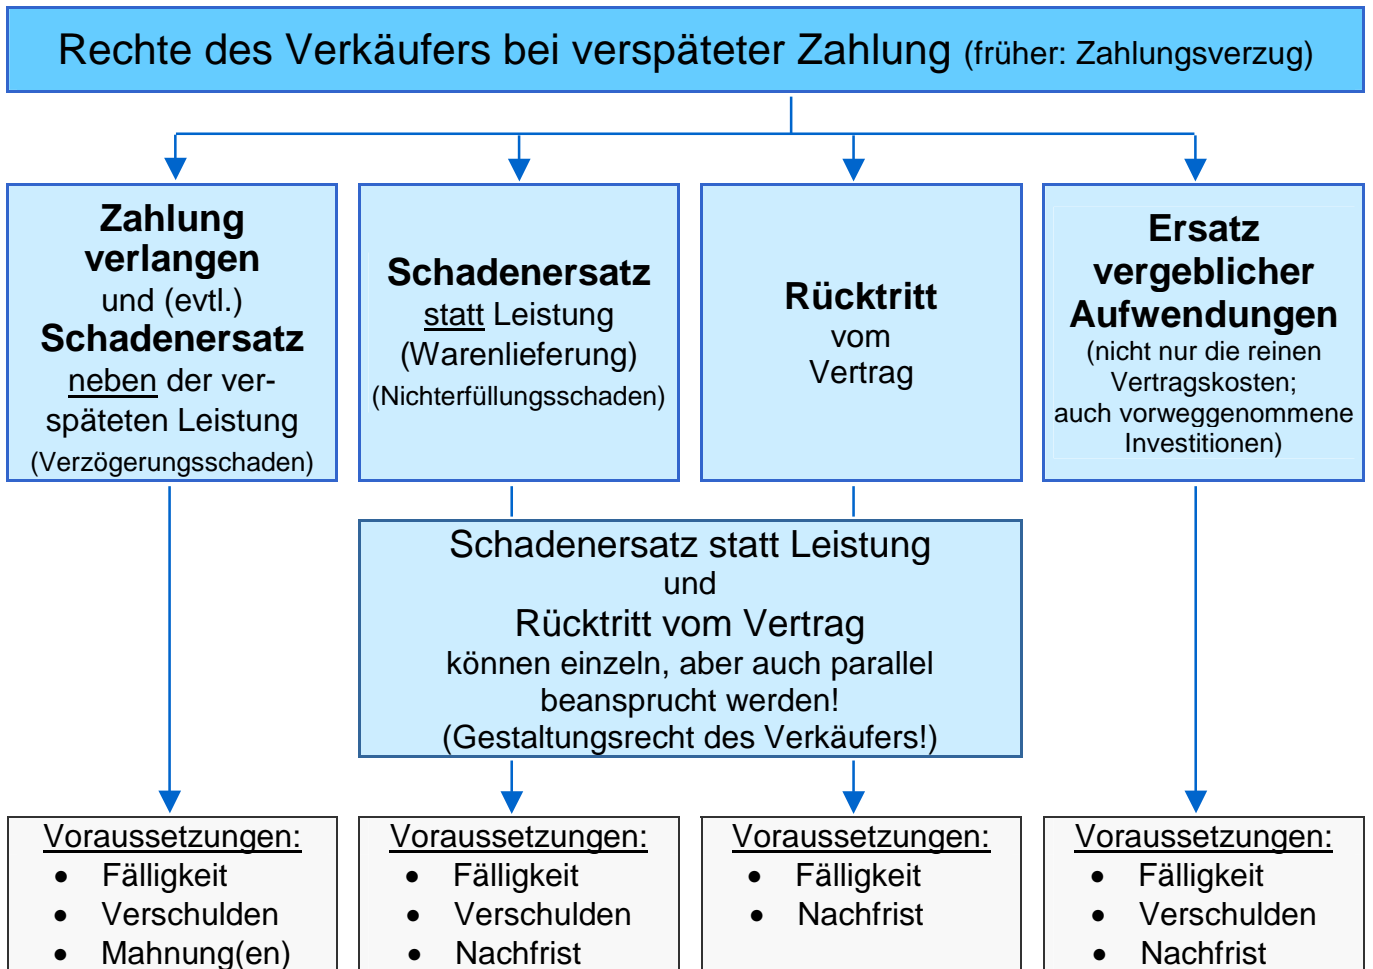 Rechte des Verkäufers bei verspäteter Zahlung (früher: Zahlungsverzug)
Zahlung
verlangen
und (evtl.)
Schadenersatz
neben der ver-
späteten Leistung
(Verzögerungsschaden)
Schadenersatz
statt Leistung
(Warenlieferung)
(Nichterfüllungsschaden)
Rücktritt
vom
Vertrag
Ersatz
vergeblicher
Aufwendungen
(nicht nur die reinen
Vertragskosten;
auch vorweggenommene
Investitionen)
Schadenersatz statt Leistung
und
Rücktritt vom Vertrag
können einzeln, aber auch parallel
beansprucht werden!
(Gestaltungsrecht des Verkäufers!)
Voraussetzungen:
• Fälligkeit
• Verschulden
• Mahnung(en)
Voraussetzungen:
• Fälligkeit
• Verschulden
• Nachfrist
Voraussetzungen:
• Fälligkeit
• Nachfrist
Voraussetzungen:
• Fälligkeit
• Verschulden
• Nachfrist